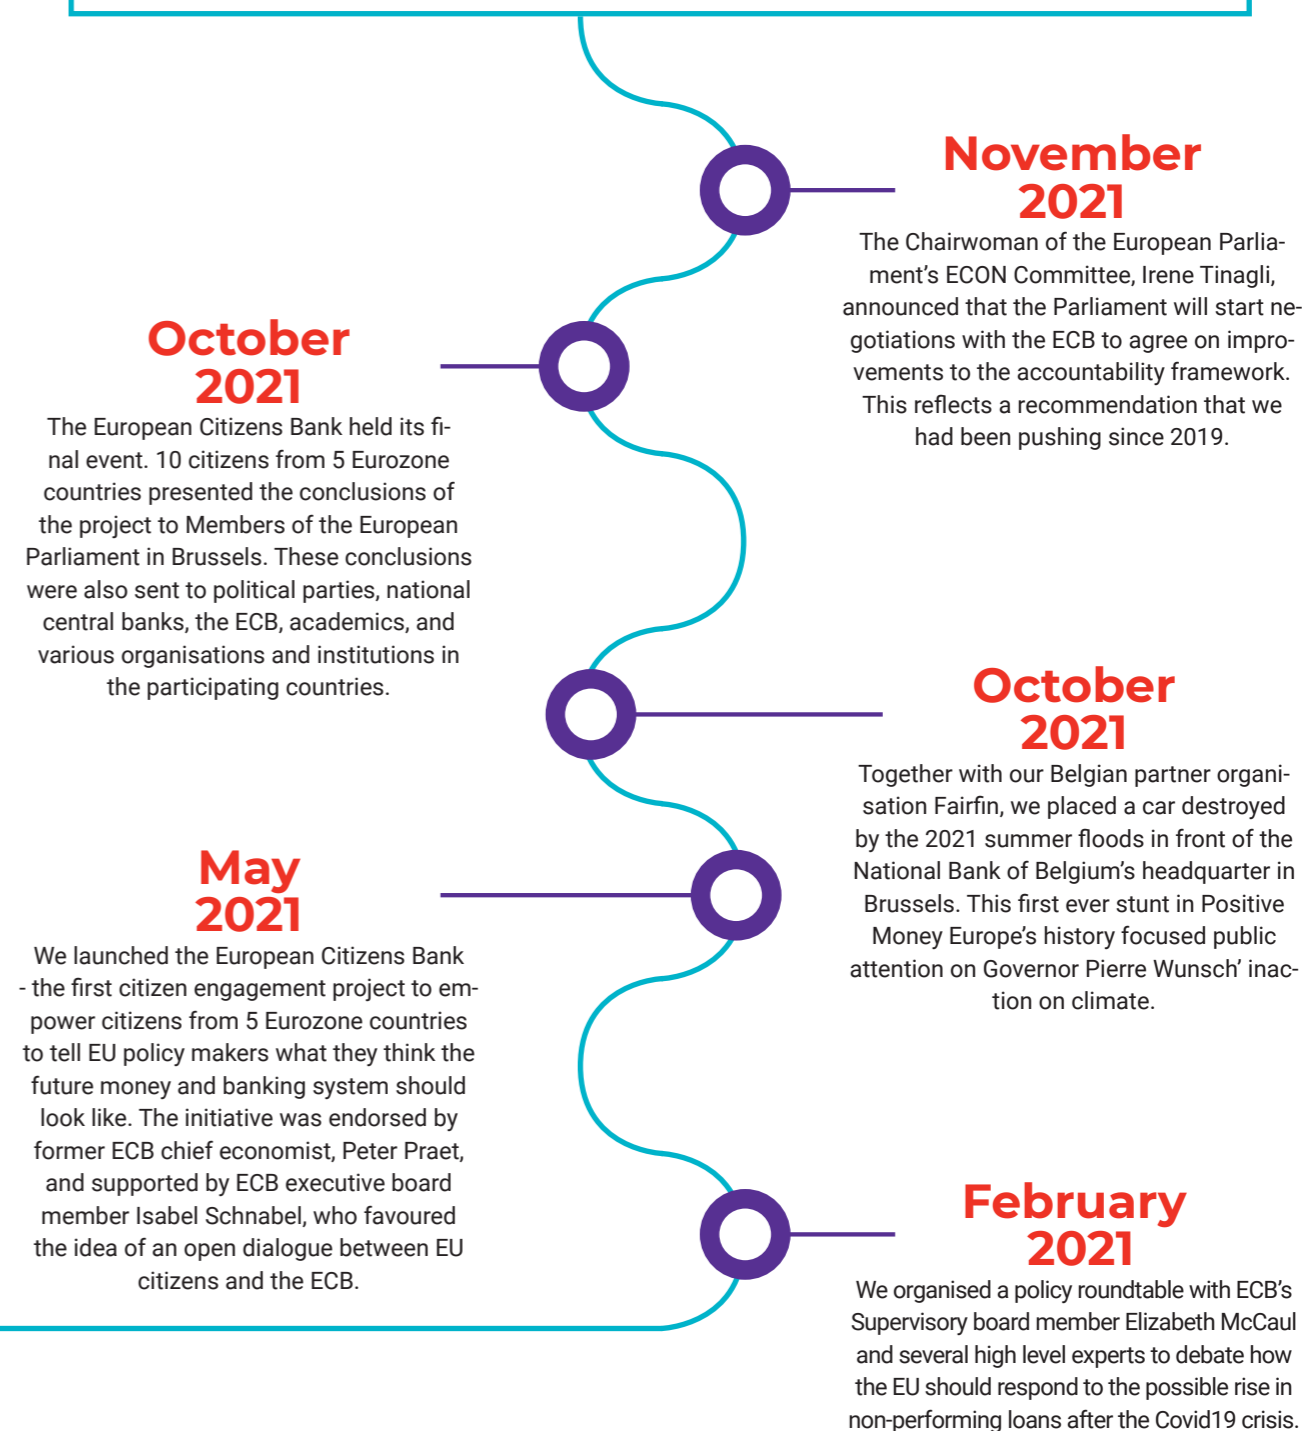 November
2021
The Chairwoman of the European Parlia-
ment’s ECON Committee, Irene Tinagli,
announced that the Parliament will start ne-
gotiations with the ECB to agree on impro-
vements to the accountability framework.
This reflects a recommendation that we
had been pushing since 2019.
October
2021
The European Citizens Bank held its fi-
nal event. 10 citizens from 5 Eurozone
countries presented the conclusions of
the project to Members of the European
Parliament in Brussels. These conclusions
were also sent to political parties, national
central banks, the ECB, academics, and
various organisations and institutions in
the participating countries.
October
2021
Together with our Belgian partner organi-
sation Fairfin, we placed a car destroyed
by the 2021 summer floods in front of the
National Bank of Belgium’s headquarter in
Brussels. This first ever stunt in Positive
Money Europe’s history focused public
attention on Governor Pierre Wunsch’ inac-
tion on climate.
May
2021
We launched the European Citizens Bank
- the first citizen engagement project to em-
power citizens from 5 Eurozone countries
to tell EU policy makers what they think the
future money and banking system should
look like. The initiative was endorsed by
former ECB chief economist, Peter Praet,
and supported by ECB executive board
member Isabel Schnabel, who favoured
the idea of an open dialogue between EU
citizens and the ECB.
February
2021
We organised a policy roundtable with ECB’s
Supervisory board member Elizabeth McCaul
and several high level experts to debate how
the EU should respond to the possible rise in
non-performing loans after the Covid19 crisis.